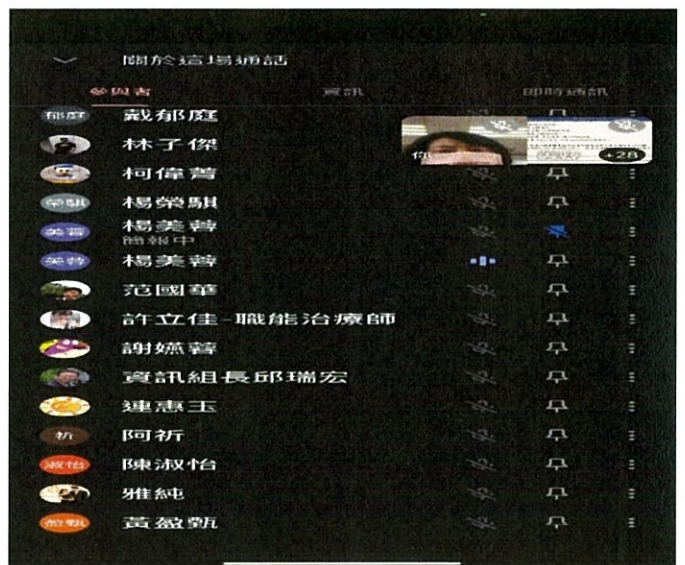 關於這場通話
參與者 資訊 即時通訊
郁庭 戴郁庭
林子傑
柯偉菁
榮騏 楊榮騏
美蓉 楊美蓉
簡報中
美蓉 楊美蓉
范國華
許立佳-職能治療師
謝嬿蓉
資訊組長邱瑞宏
連惠玉
祈 阿祈
淑怡 陳淑怡
雅純
盈甄 黃盈甄
你
+28